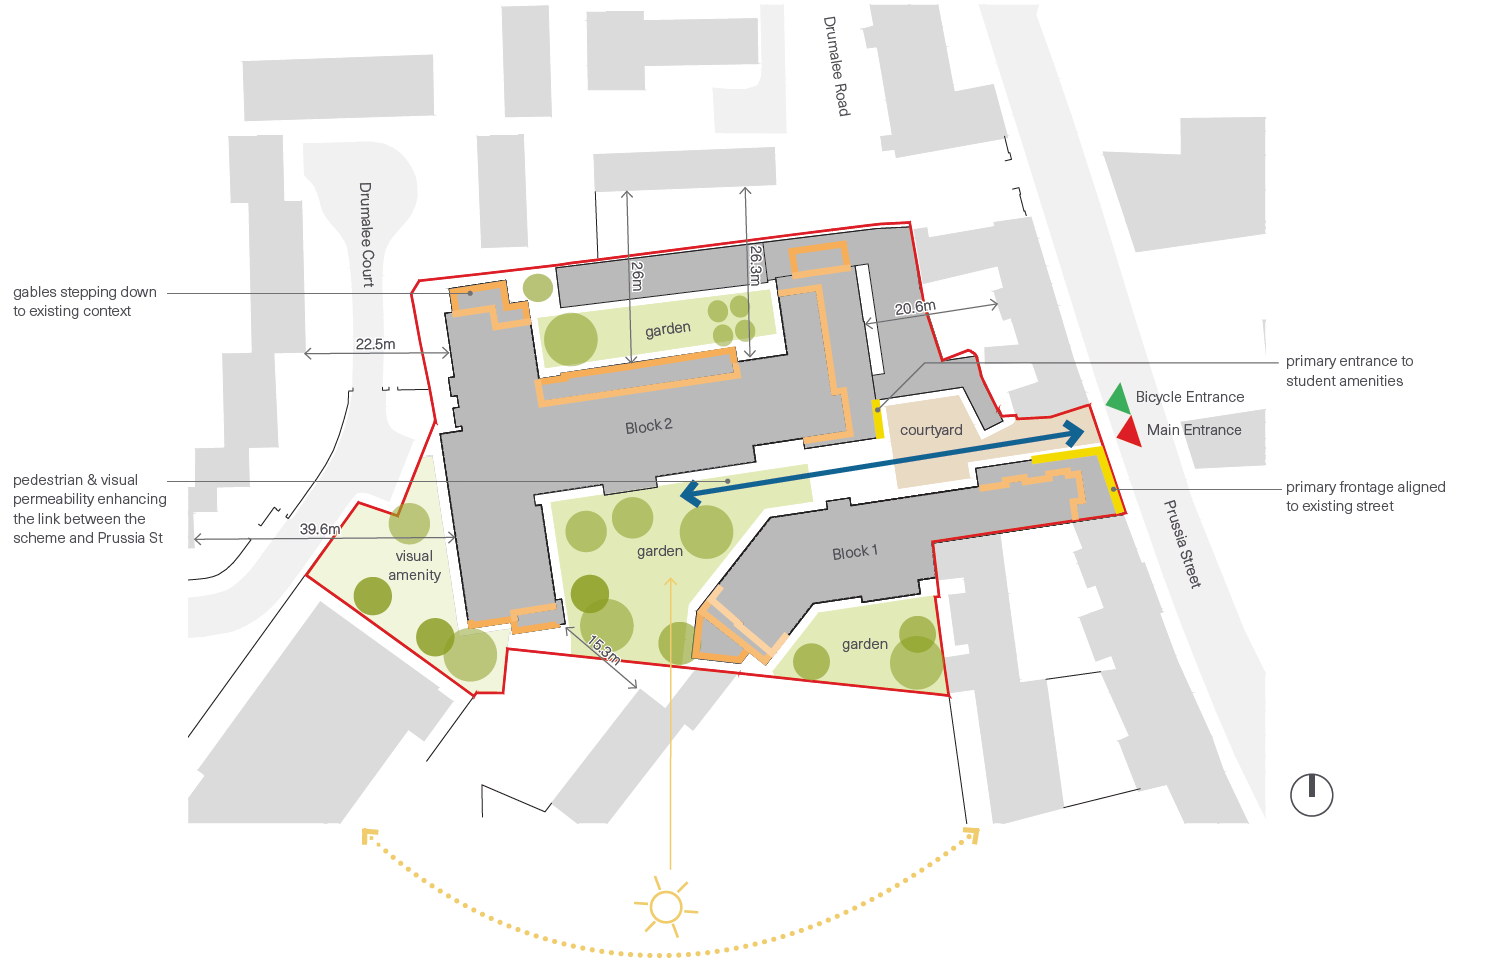 Drumalee Road
Drumalee Court
gables stepping down
to existing context
26m
26.3m
20.6m
garden
22.5m
primary entrance to
student amenities
Bicycle Entrance
Main Entrance
Block 2
courtyard
pedestrian & visual
permeability enhancing
the link between the
scheme and Prussia St
primary frontage aligned
to existing street
39.6m
visual
amenity
garden
Block 1
Prussia Street
15.3m
garden